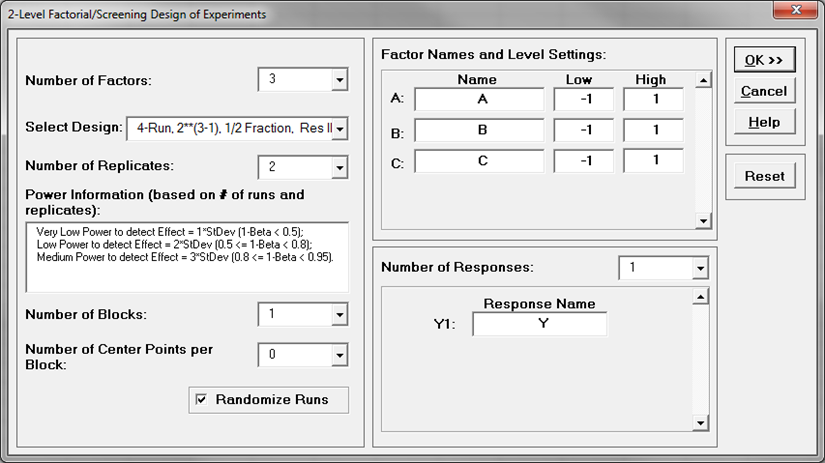 2-Level Factorial/Screening Design of Experiments
Number of Factors: 3
Select Design: 4-Run, 2**(3-1), 1/2 Fraction, Res II
Number of Replicates: 2
Power Information (based on # of runs and
replicates):
Very Low Power to detect Effect = 1*StDev (1-Beta < 0.5);
Low Power to detect Effect = 2*StDev (0.5 <= 1-Beta < 0.8);
Medium Power to detect Effect = 3*StDev (0.8 <= 1-Beta < 0.95).
Number of Blocks: 1
Number of Center Points per
Block: 0
Randomize Runs
Factor Names and Level Settings:
Name Low High
A: A -1 1
B: B -1 1
C: C -1 1
Number of Responses: 1
Response Name
Y1: Y
OK >>
Cancel
Help
Reset